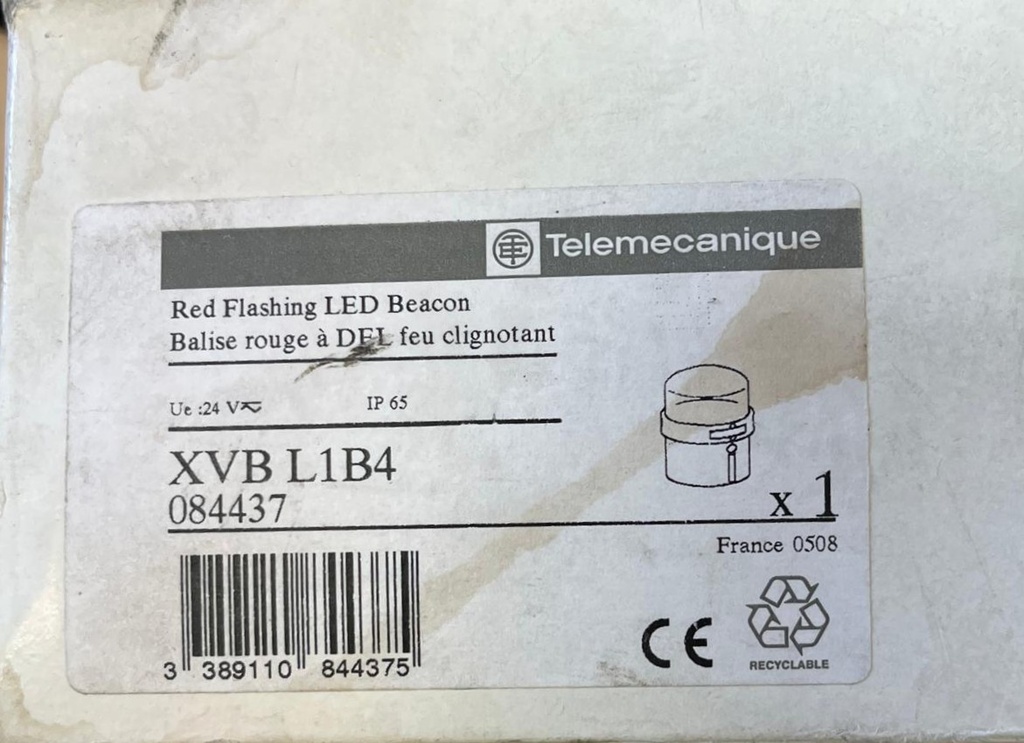 Telemecanique
Red Flashing LED Beacon
Balise rouge à DEL feu clignotant
Ue :24 V IP 65
XVB L1B4
084437
x 1
France 0508
3 389110 844375
CE
RECYCLABLE